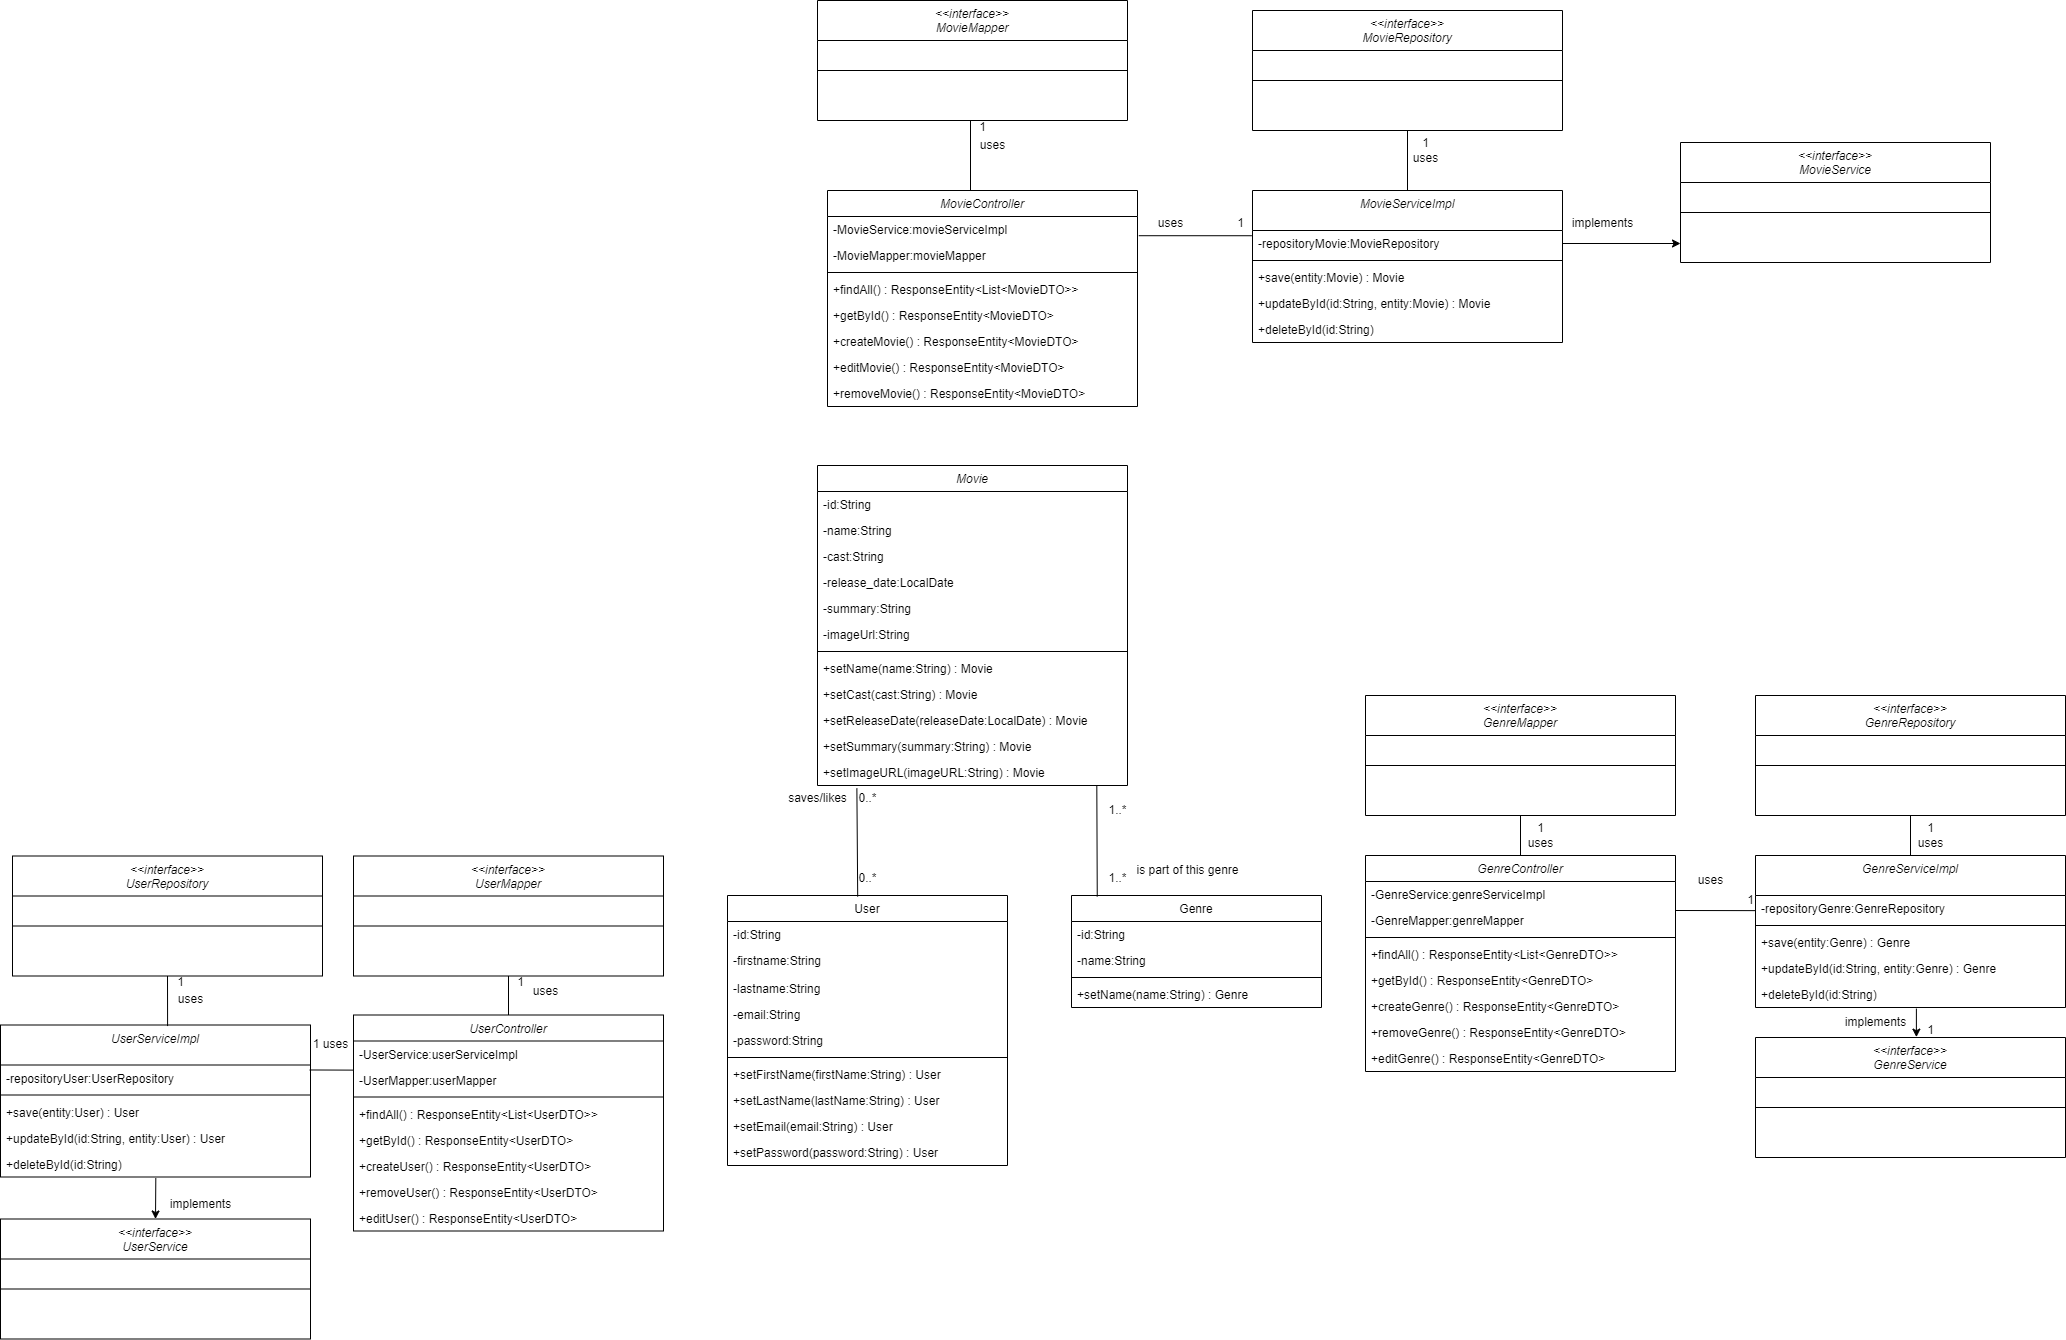 <<interface>>
MovieMapper
<<interface>>
MovieRepository
1
uses
1
uses
<<interface>>
MovieService
MovieController
-MovieService:movieServiceImpl
-MovieMapper:movieMapper
+findAll() : ResponseEntity<List<MovieDTO>>
+getById() : ResponseEntity<MovieDTO>
+createMovie() : ResponseEntity<MovieDTO>
+editMovie() : ResponseEntity<MovieDTO>
+removeMovie() : ResponseEntity<MovieDTO>
uses
1
MovieServiceImpl
-repositoryMovie:MovieRepository
+save(entity:Movie) : Movie
+updateById(id:String, entity:Movie) : Movie
+deleteById(id:String)
implements
Movie
-id:String
-name:String
-cast:String
-release_date:LocalDate
-summary:String
-imageUrl:String
+setName(name:String) : Movie
+setCast(cast:String) : Movie
+setReleaseDate(releaseDate:LocalDate) : Movie
+setSummary(summary:String) : Movie
+setImageURL(imageURL:String) : Movie
saves/likes
0..*
0..*
1..*
1..*
is part of this genre
User
-id:String
-firstname:String
-lastname:String
-email:String
-password:String
+setFirstName(firstName:String) : User
+setLastName(lastName:String) : User
+setEmail(email:String) : User
+setPassword(password:String) : User
Genre
-id:String
-name:String
+setName(name:String) : Genre
<<interface>>
GenreMapper
<<interface>>
GenreRepository
1
uses
1
uses
GenreController
-GenreService:genreServiceImpl
-GenreMapper:genreMapper
+findAll() : ResponseEntity<List<GenreDTO>>
+getById() : ResponseEntity<GenreDTO>
+createGenre() : ResponseEntity<GenreDTO>
+removeGenre() : ResponseEntity<GenreDTO>
+editGenre() : ResponseEntity<GenreDTO>
uses
1
GenreServiceImpl
-repositoryGenre:GenreRepository
+save(entity:Genre) : Genre
+updateById(id:String, entity:Genre) : Genre
+deleteById(id:String)
implements
1
<<interface>>
GenreService
<<interface>>
UserRepository
<<interface>>
UserMapper
1
uses
1
uses
UserServiceImpl
-repositoryUser:UserRepository
+save(entity:User) : User
+updateById(id:String, entity:User) : User
+deleteById(id:String)
1 uses
UserController
-UserService:userServiceImpl
-UserMapper:userMapper
+findAll() : ResponseEntity<List<UserDTO>>
+getById() : ResponseEntity<UserDTO>
+createUser() : ResponseEntity<UserDTO>
+removeUser() : ResponseEntity<UserDTO>
+editUser() : ResponseEntity<UserDTO>
implements
<<interface>>
UserService